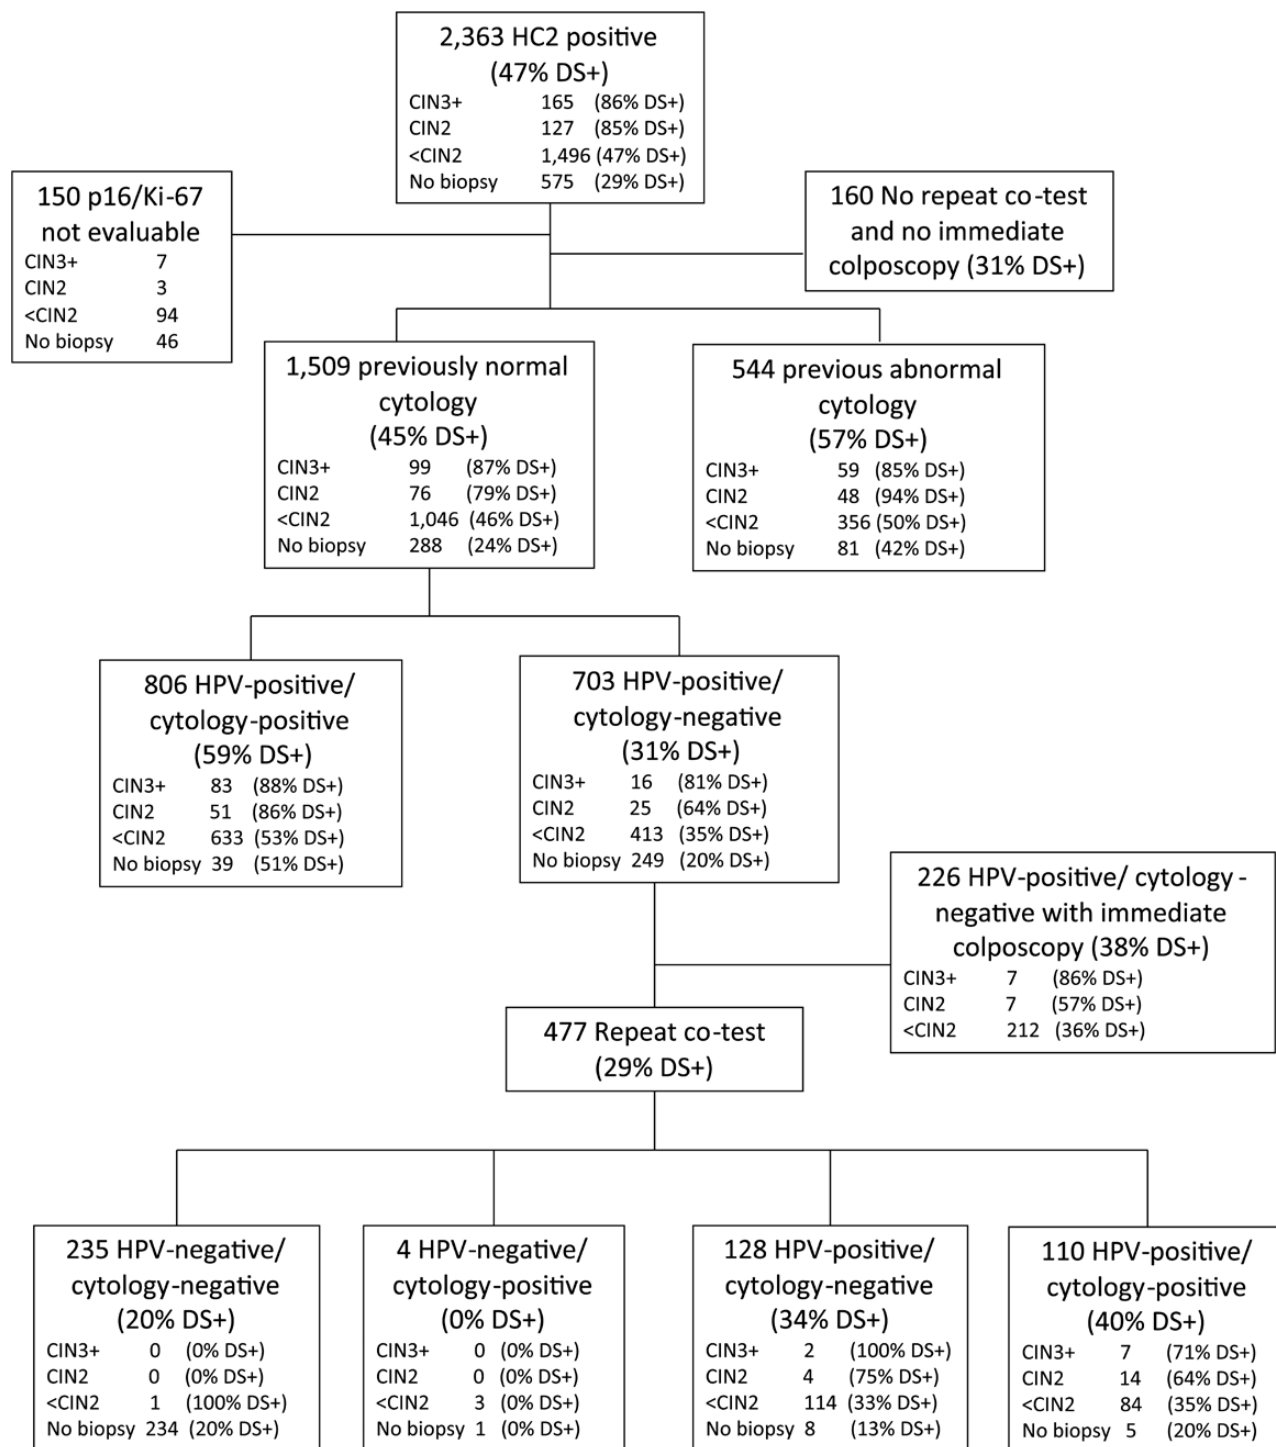 2,363 HC2 positive
(47% DS+)
CIN3+ 165 (86% DS+)
CIN2 127 (85% DS+)
<CIN2 1,496 (47% DS+)
No biopsy 575 (29% DS+)
150 p16/Ki-67
not evaluable
CIN3+ 7
CIN2 3
<CIN2 94
No biopsy 46
160 No repeat co-test
and no immediate
colposcopy (31% DS+)
1,509 previously normal
cytology
(45% DS+)
CIN3+ 99 (87% DS+)
CIN2 76 (79% DS+)
<CIN2 1,046 (46% DS+)
No biopsy 288 (24% DS+)
544 previous abnormal
cytology
(57% DS+)
CIN3+ 59 (85% DS+)
CIN2 48 (94% DS+)
<CIN2 356 (50% DS+)
No biopsy 81 (42% DS+)
806 HPV-positive/
cytology-positive
(59% DS+)
CIN3+ 83 (88% DS+)
CIN2 51 (86% DS+)
<CIN2 633 (53% DS+)
No biopsy 39 (51% DS+)
703 HPV-positive/
cytology-negative
(31% DS+)
CIN3+ 16 (81% DS+)
CIN2 25 (64% DS+)
<CIN2 413 (35% DS+)
No biopsy 249 (20% DS+)
226 HPV-positive/ cytology-
negative with immediate
colposcopy (38% DS+)
CIN3+ 7 (86% DS+)
CIN2 7 (57% DS+)
<CIN2 212 (36% DS+)
477 Repeat co-test
(29% DS+)
235 HPV-negative/
cytology-negative
(20% DS+)
CIN3+ 0 (0% DS+)
CIN2 0 (0% DS+)
<CIN2 1 (100% DS+)
No biopsy 234 (20% DS+)
4 HPV-negative/
cytology-positive
(0% DS+)
CIN3+ 0 (0% DS+)
CIN2 0 (0% DS+)
<CIN2 3 (0% DS+)
No biopsy 1 (0% DS+)
128 HPV-positive/
cytology-negative
(34% DS+)
CIN3+ 2 (100% DS+)
CIN2 4 (75% DS+)
<CIN2 114 (33% DS+)
No biopsy 8 (13% DS+)
110 HPV-positive/
cytology-positive
(40% DS+)
CIN3+ 7 (71% DS+)
CIN2 14 (64% DS+)
<CIN2 84 (35% DS+)
No biopsy 5 (20% DS+)